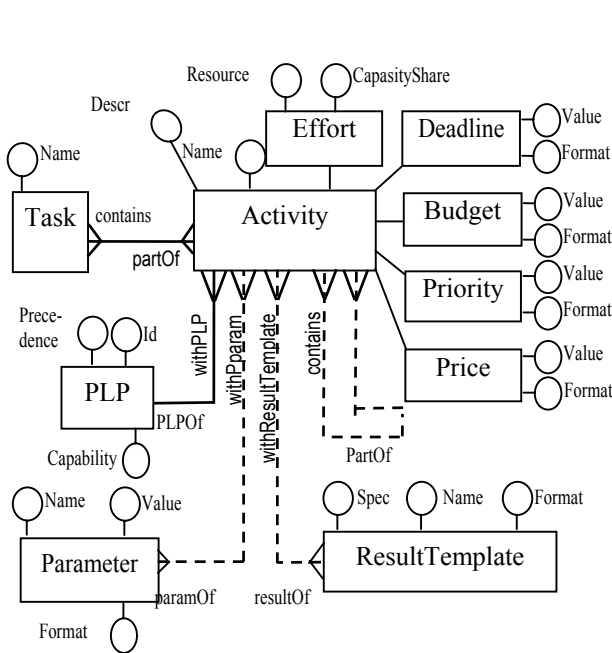 Resource
CapasityShare
Descr
Effort
Deadline
Value
Format
Name
Name
Task
contains
partOf
Activity
Budget
Value
Format
Priority
Value
Format
Prece-
dence
Id
withPLP
withPparam
withResultTemplate
contains
Price
Value
Format
PLP
PLPOf
Capability
PartOf
Name
Value
Spec
Name
Format
Parameter
paramOf
resultOf
ResultTemplate
Format